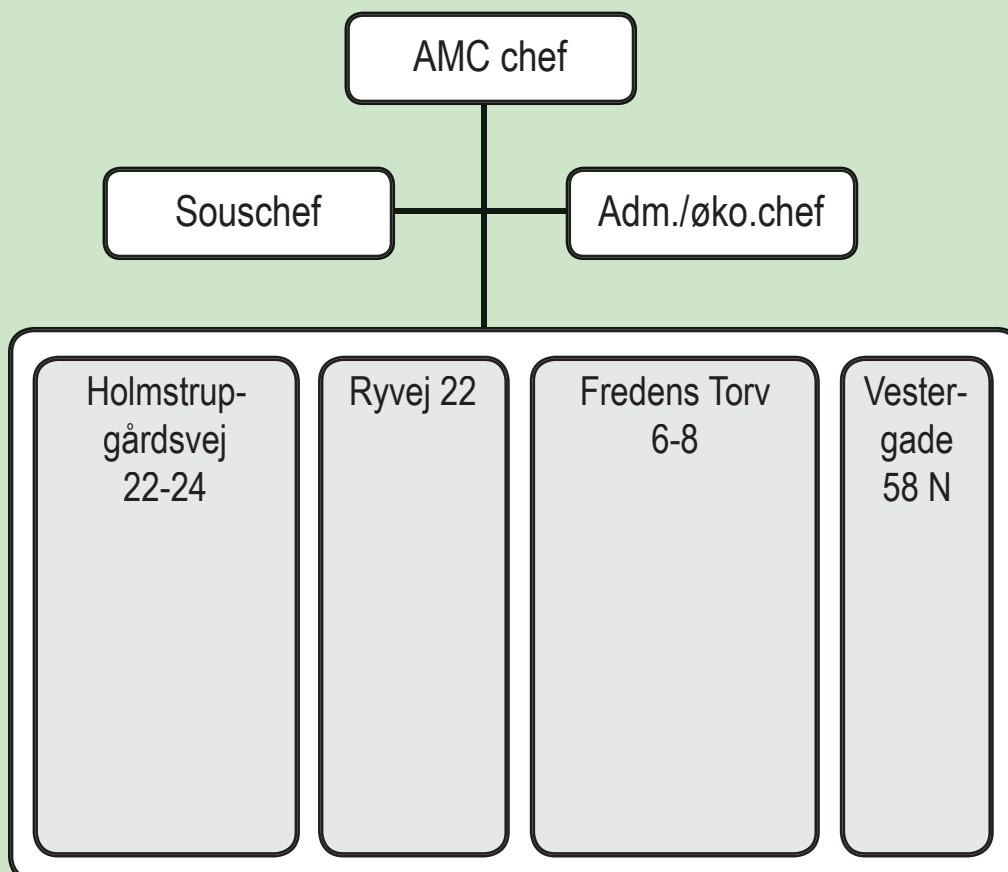 AMC chef
Souschef
Adm./øko.chef
Holmstrup-
gårdsvej
22-24
Ryvej 22
Fredens Torv
6-8
Vester-
gade
58 N